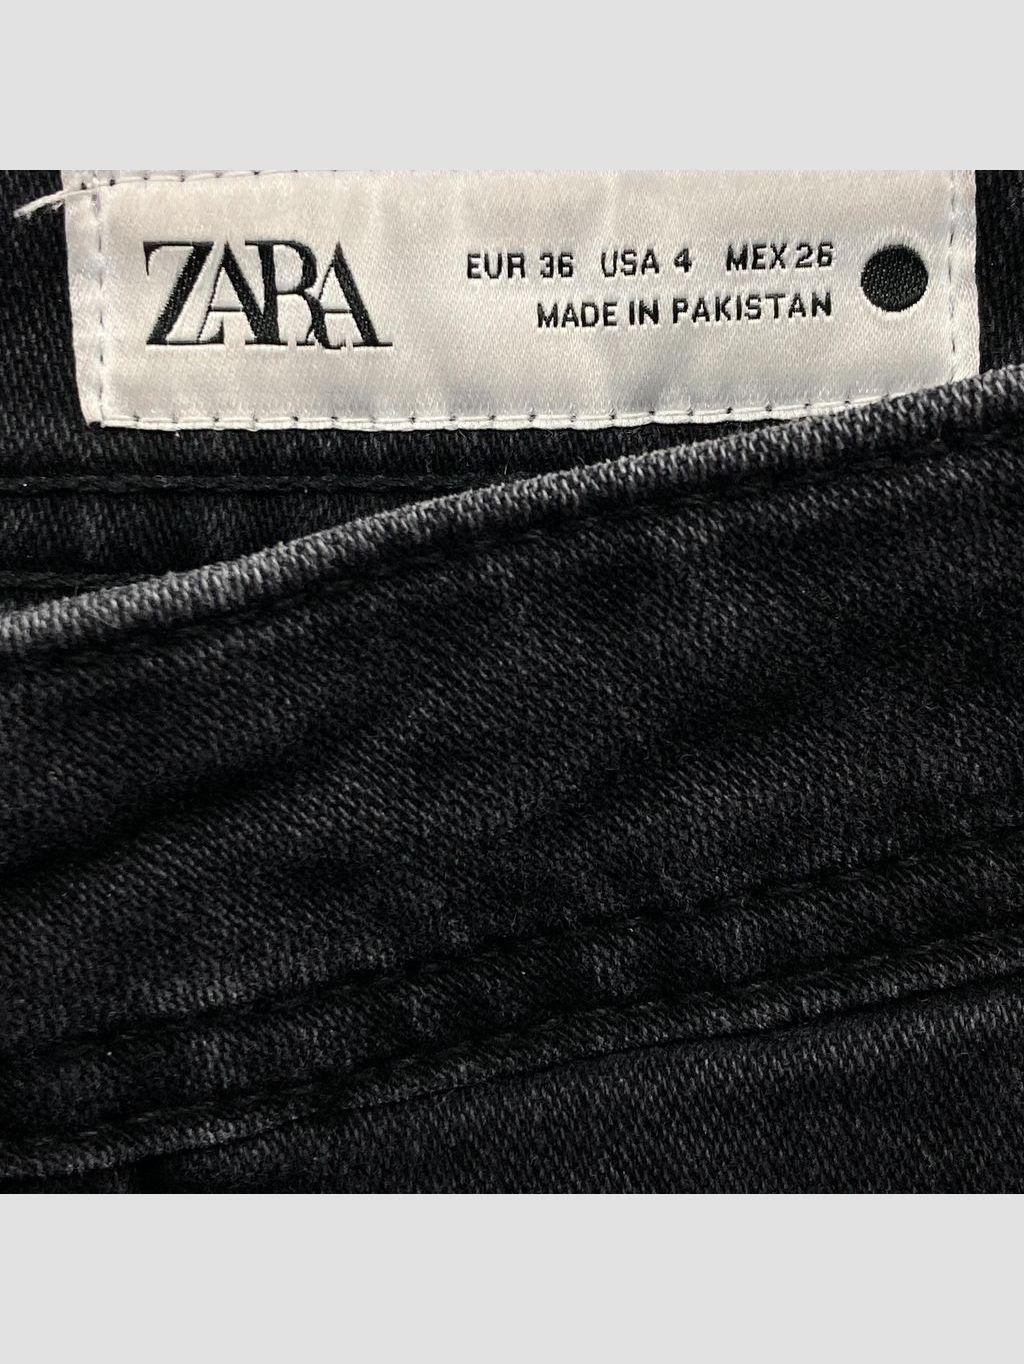 ZARA
EUR 36 USA 4 MEX 26
MADE IN PAKISTAN